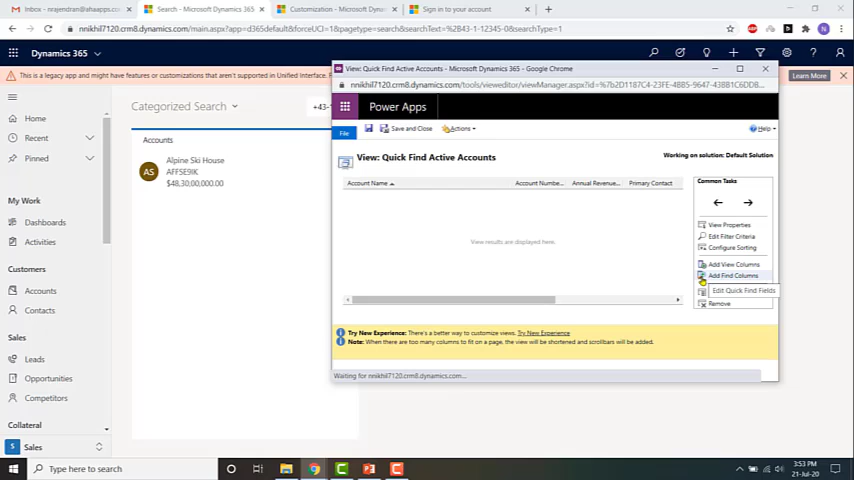 Inbox - nrajendran@shaapps.com
Search - Microsoft Dynamics 365
Customization - Microsoft Dynam
Sign in to your account
nnikhil7120.crm8.dynamics.com/main.aspx?app=d365default&forceUCI=1&pagetype=search&searchText=%2B43-1-12345-0&searchType=1
Dynamics 365
This is a legacy app and might have features or customizations that aren't supported in Unified Interface.
Learn More
Home
Recent
Pinned
My Work
Dashboards
Activities
Customers
Accounts
Contacts
Sales
Leads
Opportunities
Competitors
Collateral
S Sales
Categorized Search
+43-1
Accounts
AS
Alpine Ski House
AFFSE9IK
$48,30,00,000.00
View: Quick Find Active Accounts - Microsoft Dynamics 365 - Google Chrome
nnikhil7120.crm8.dynamics.com/tools/vieweditor/viewManager.aspx?id=%7b2D1187C4-23FE-4BB5-9647-43BB1C6DDB...
Power Apps
File
Save and Close
Actions
Help
View: Quick Find Active Accounts
Working on solution: Default Solution
Account Name
Account Numbe...
Annual Revenue...
Primary Contact
View results are displayed here.
Common Tasks
View Properties
Edit Filter Criteria
Configure Sorting
Add View Columns
Add Find Columns
Edit Quick Find Fields
Remove
Try New Experience: There's a better way to customize views. Try New Experience
Note: When there are too many columns to fit on a page, the view will be shortened and scrollbars will be added.
Waiting for nnikhil7120.crm8.dynamics.com...
Type here to search
3:53 PM
21-Jul-20